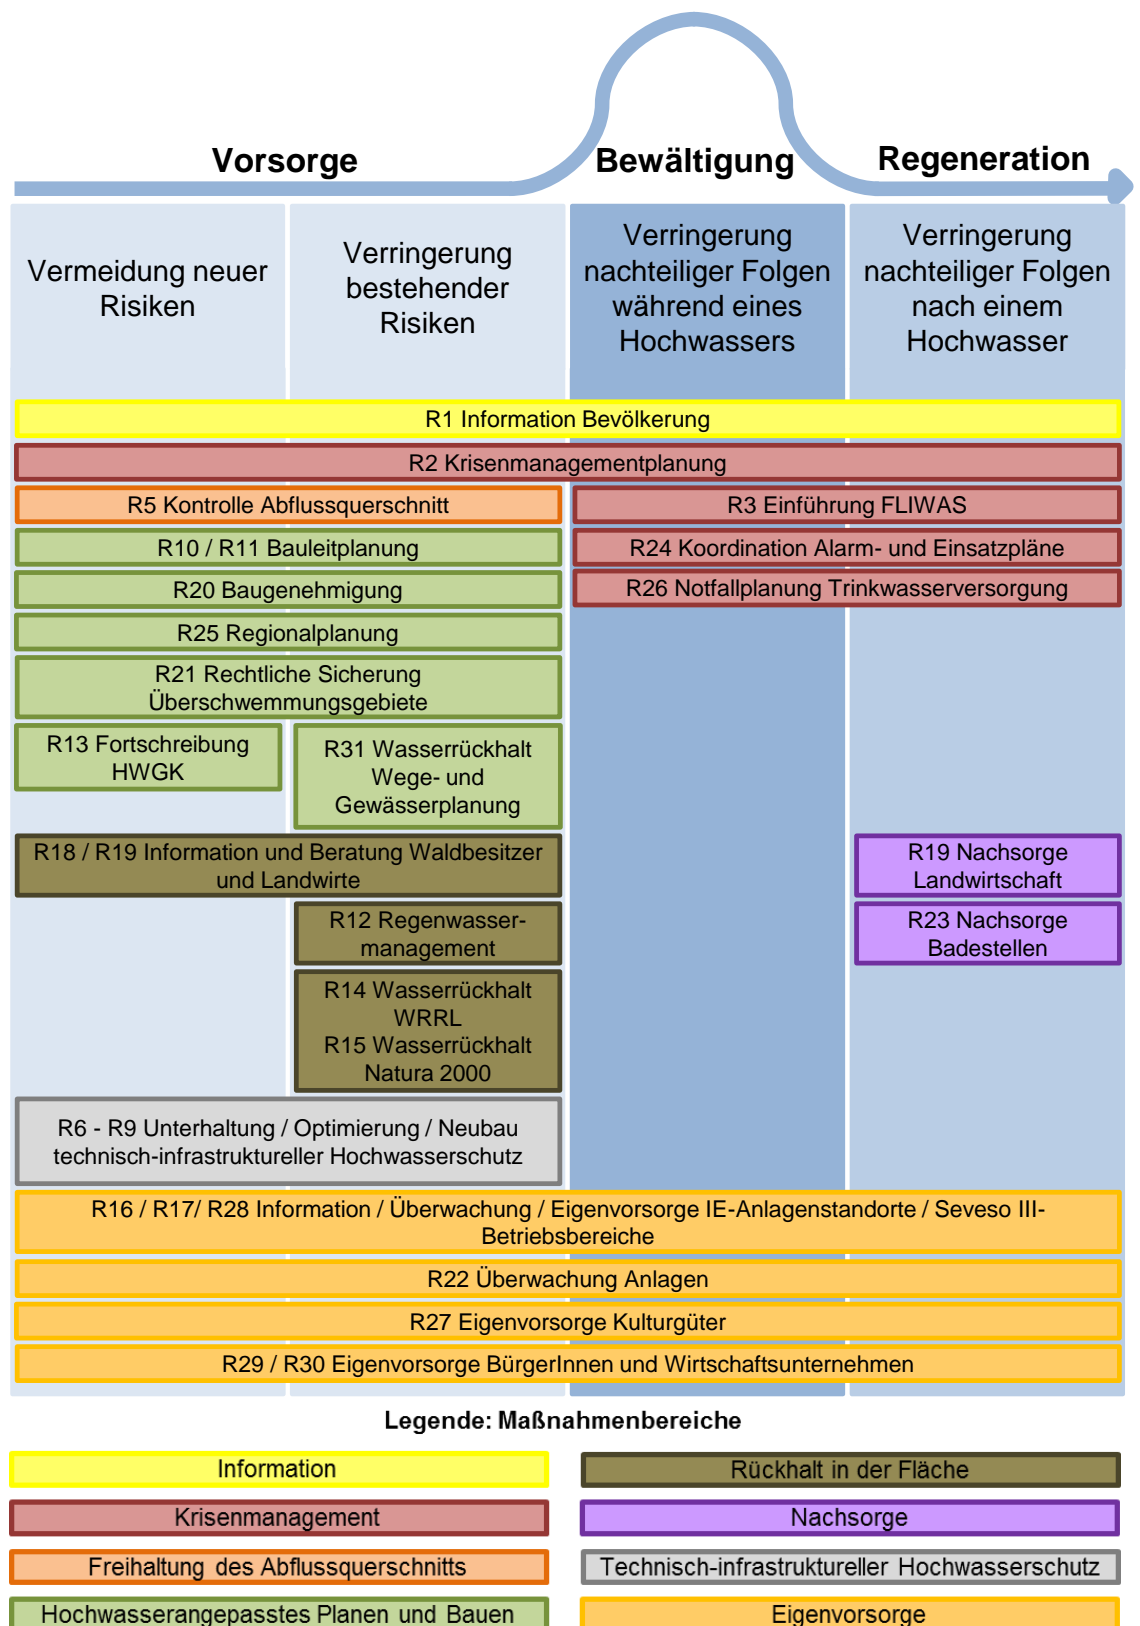 Vorsorge
Bewältigung
Regeneration
Vermeidung neuer
Risiken
Verringerung
bestehender
Risiken
Verringerung
nachteiliger Folgen
während eines
Hochwassers
Verringerung
nachteiliger Folgen
nach einem
Hochwasser
R1 Information Bevölkerung
R2 Krisenmanagementplanung
R5 Kontrolle Abflussquerschnitt
R3 Einführung FLIWAS
R10 / R11 Bauleitplanung
R24 Koordination Alarm- und Einsatzpläne
R20 Baugenehmigung
R26 Notfallplanung Trinkwasserversorgung
R25 Regionalplanung
R21 Rechtliche Sicherung
Überschwemmungsgebiete
R13 Fortschreibung
HWGK
R31 Wasserrückhalt
Wege- und
Gewässerplanung
R18 / R19 Information und Beratung Waldbesitzer
und Landwirte
R19 Nachsorge
Landwirtschaft
R12 Regenwasser-
management
R23 Nachsorge
Badestellen
R14 Wasserrückhalt
WRRL
R15 Wasserrückhalt
Natura 2000
R6 - R9 Unterhaltung / Optimierung / Neubau
technisch-infrastruktureller Hochwasserschutz
R16 / R17/ R28 Information / Überwachung / Eigenvorsorge IE-Anlagenstandorte / Seveso III-
Betriebsbereiche
R22 Überwachung Anlagen
R27 Eigenvorsorge Kulturgüter
R29 / R30 Eigenvorsorge BürgerInnen und Wirtschaftsunternehmen
Legende: Maßnahmenbereiche
Information
Rückhalt in der Fläche
Krisenmanagement
Nachsorge
Freihaltung des Abflussquerschnitts
Technisch-infrastruktureller Hochwasserschutz
Hochwasserangepasstes Planen und Bauen
Eigenvorsorge